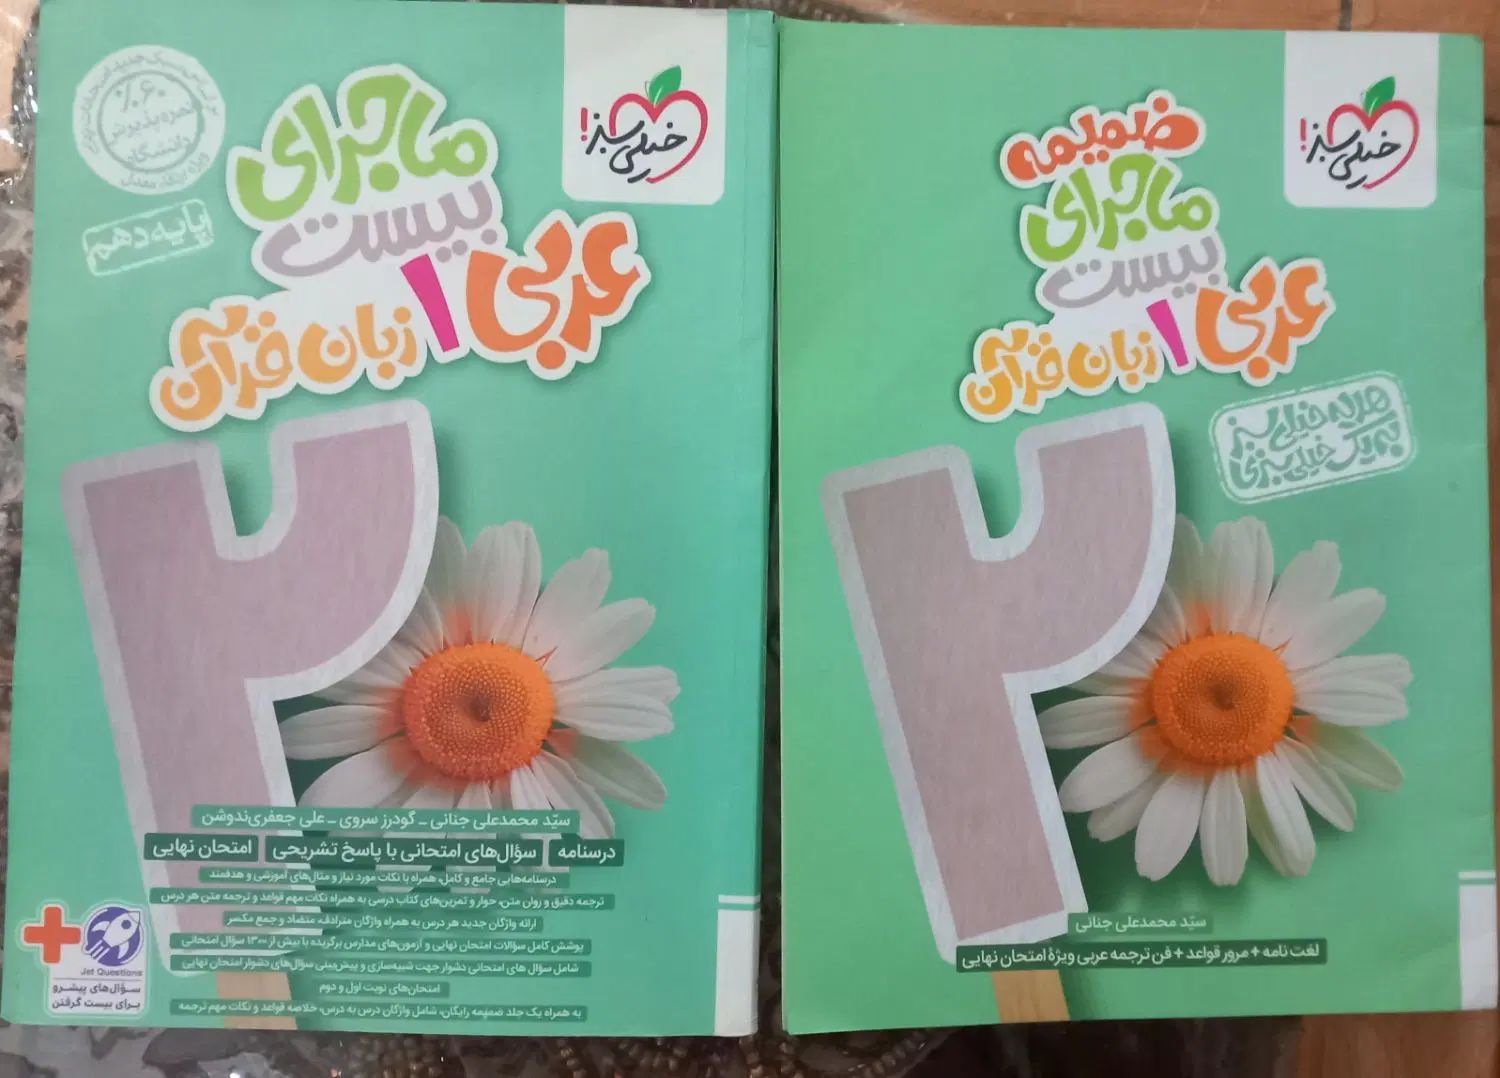 بر اساس سبک جدید امتحانات نهایی
%۶۰
نمره پذیرش
دانشگاه
پایه دهم
خیلی سبز!
ماجرای
بیست
عربی ۱
زبان قرآن
۲۰
سیّد محمدعلی جنانی - گودرز سروی - علی جعفری‌ندوشن
درسنامه | سؤال‌های امتحانی با پاسخ تشریحی | امتحان نهایی
درسنامه‌هایی جامع و کامل، همراه با نکات مورد نیاز و مثال‌های آموزشی و هدفمند
ترجمه دقیق و روان متن، حوار و تمرین‌های کتاب درسی به همراه نکات مهم قواعد و ترجمه متن هر درس
ارائه واژگان جدید هر درس به همراه واژگان مترادف، متضاد و جمع مکسر
پوشش کامل سؤالات امتحان نهایی و آزمون‌های مدارس برگزیده با بیش از ۱۳۰۰ سؤال امتحانی
شامل سؤال های امتحانی دشوار جهت شبیه‌سازی و پیش‌بینی سؤال‌های دشوار امتحان نهایی
امتحان‌های نوبت اول و دوم
به همراه یک جلد ضمیمه رایگان، شامل واژگان درس به درس، خلاصه قواعد و نکات مهم ترجمه
Jet Questions
سؤال‌های پیشرو
برای بیست گرفتن
خیلی سبز!
ضمیمه
ماجرای
بیست
عربی ۱
زبان قرآن
هدیه خیلی سبز
به یک خیلی سبزی
۲۰
سیّد محمدعلی جنانی
لغت نامه + مرور قواعد + فن ترجمه عربی ویژهٔ امتحان نهایی